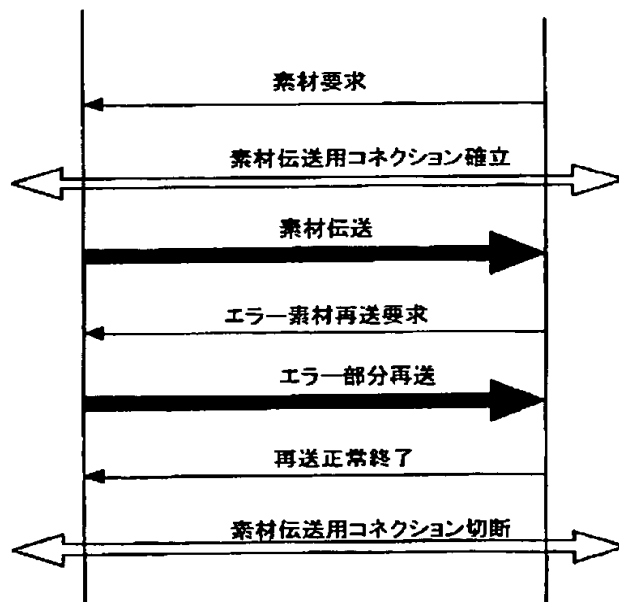 素材要求
素材伝送用コネクション確立
素材伝送
エラー素材再送要求
エラー部分再送
再送正常終了
素材伝送用コネクション切断